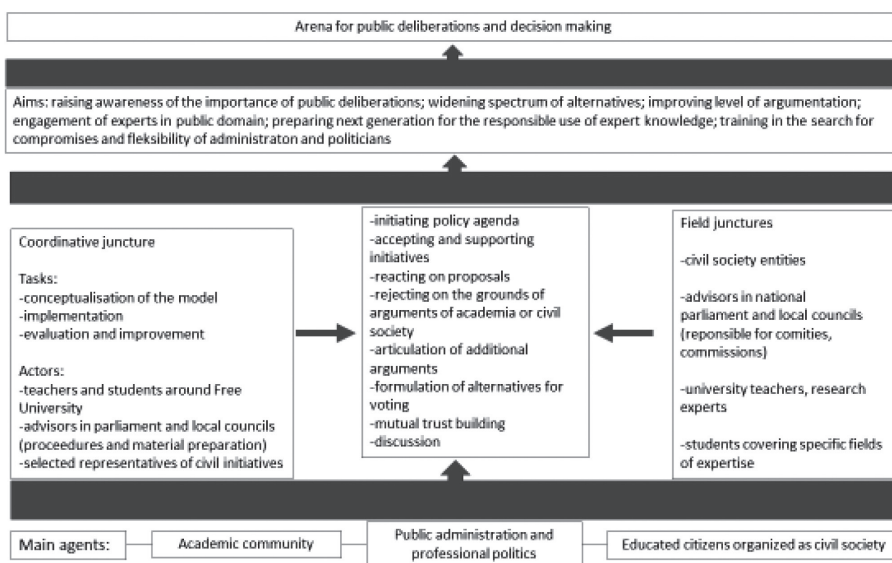 Arena for public deliberations and decision making
Aims: raising awareness of the importance of public deliberations; widening spectrum of alternatives; improving level of argumentation;
engagement of experts in public domain; preparing next generation for the responsible use of expert knowledge; training in the search for
compromises and fleksibility of administraton and politicians
Coordinative juncture
Tasks:
-conceptualisation of the model
-implementation
-evaluation and improvement
Actors:
-teachers and students around Free
University
-advisors in parliament and local councils
(proceedures and material preparation)
-selected representatives of civil initiatives
-initiating policy agenda
-accepting and supporting
initiatives
-reacting on proposals
-rejecting on the grounds of
arguments of academia or civil
society
-articulation of additional
arguments
-formulation of alternatives for
voting
-mutual trust building
-discussion
Field junctures
-civil society entities
-advisors in national
parliament and local councils
(reponsible for comities,
commissions)
-university teachers, research
experts
-students covering specific fields
of expertise
Main agents:
Academic community
Public administration and
professional politics
Educated citizens organized as civil society